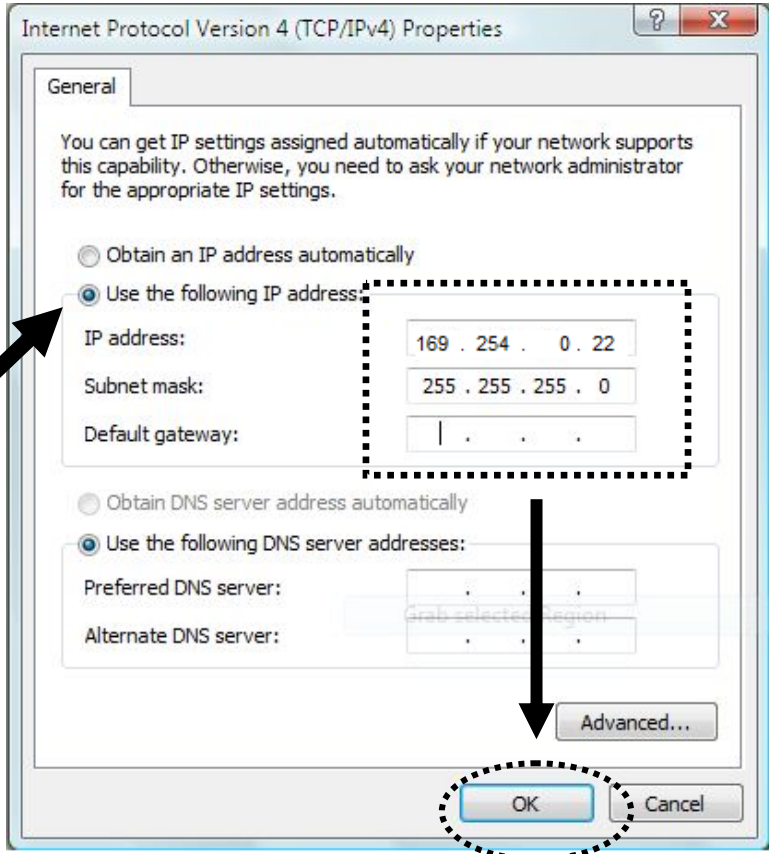 Internet Protocol Version 4 (TCP/IPv4) Properties
General
You can get IP settings assigned automatically if your network supports
this capability. Otherwise, you need to ask your network administrator
for the appropriate IP settings.
Obtain an IP address automatically
Use the following IP address:
IP address: 169 . 254 . 0 . 22
Subnet mask: 255 . 255 . 255 . 0
Default gateway: . . .
Obtain DNS server address automatically
Use the following DNS server addresses:
Preferred DNS server: . . .
Grab selected Region
Alternate DNS server: . . .
Advanced...
OK Cancel